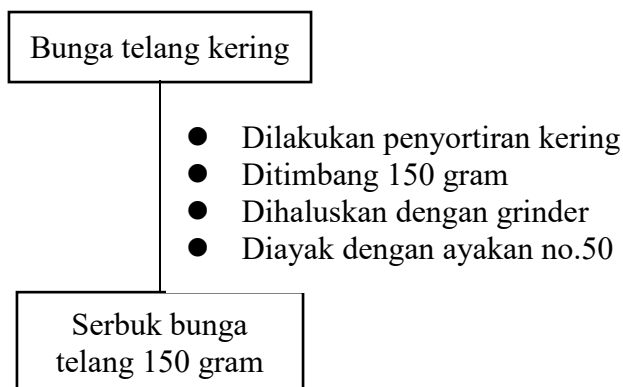 Bunga telang kering
● Dilakukan penyortiran kering
● Ditimbang 150 gram
● Dihaluskan dengan grinder
● Diayak dengan ayakan no.50
Serbuk bunga
telang 150 gram